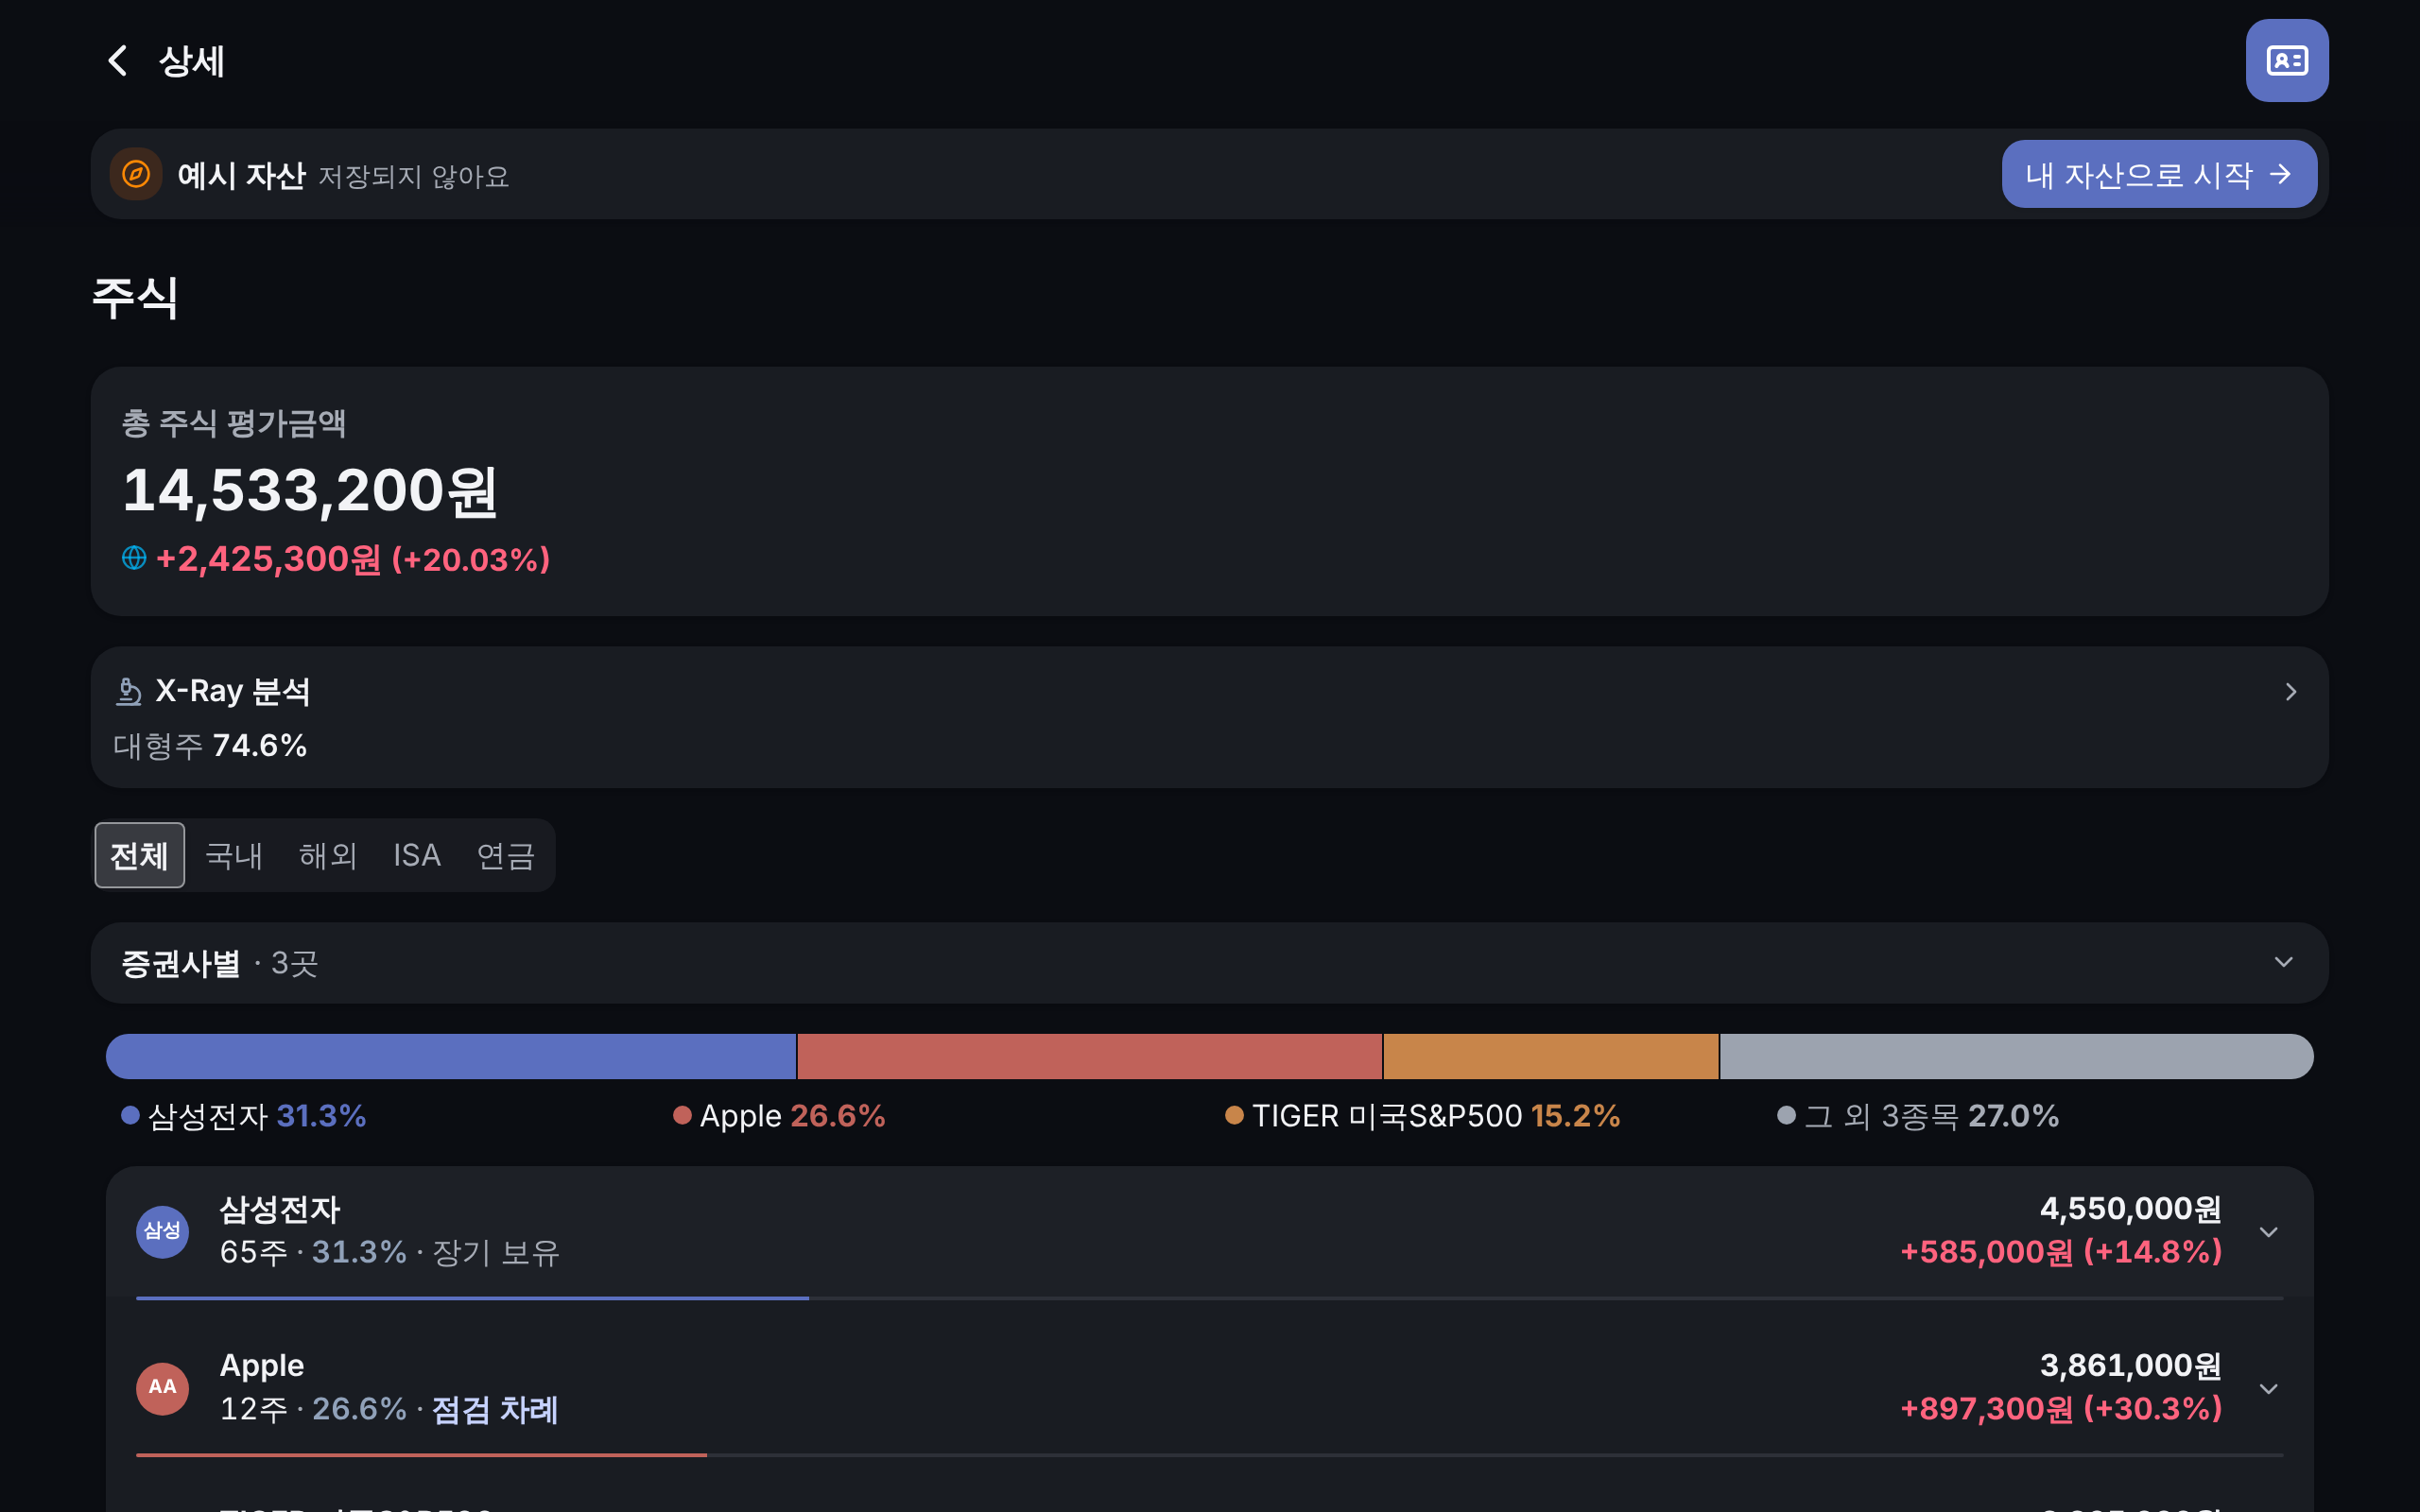 상세
예시 자산 저장되지 않아요
내 자산으로 시작
주식
총 주식 평가금액
14,533,200원
+2,425,300원 (+20.03%)
X-Ray 분석
대형주 74.6%
전체 국내 해외 ISA 연금
증권사별 · 3곳
삼성전자 31.3% Apple 26.6% TIGER 미국S&P500 15.2% 그 외 3종목 27.0%
삼성
삼성전자
4,550,000원
65주 · 31.3% · 장기 보유
+585,000원 (+14.8%)
AA
Apple
3,861,000원
12주 · 26.6% · 점검 차례
+897,300원 (+30.3%)